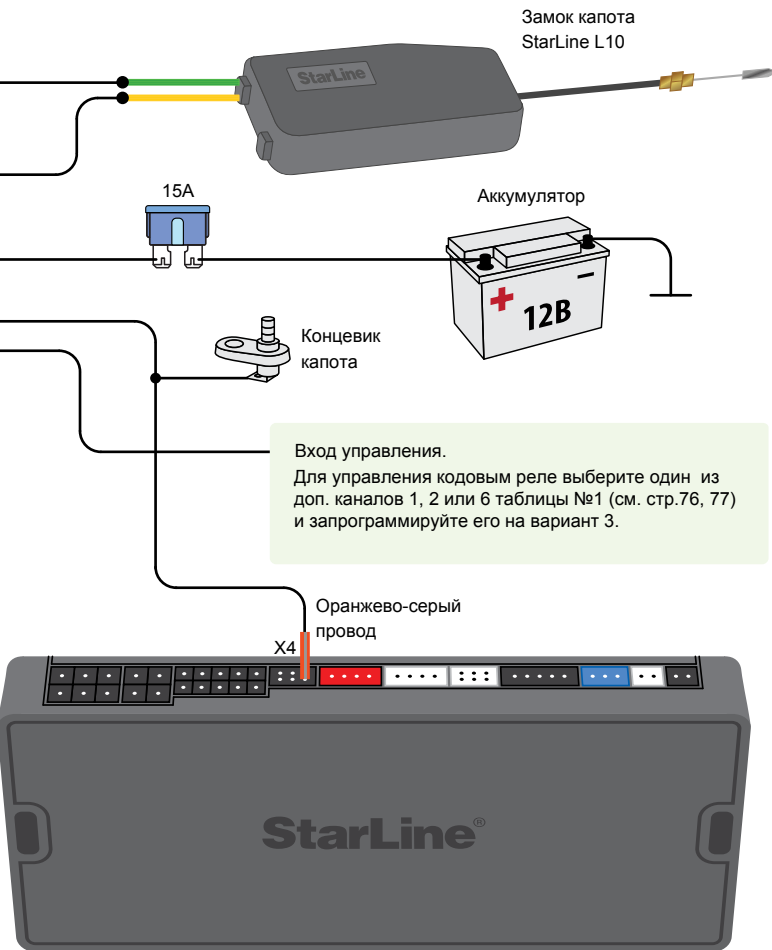 Замок капота
StarLine L10
StarLine
15А
Аккумулятор
12В
Концевик
капота
Вход управления.
Для управления кодовым реле выберите один из
доп. каналов 1, 2 или 6 таблицы №1 (см. стр.76, 77)
и запрограммируйте его на вариант 3.
Оранжево-серый
провод
X4
StarLine®